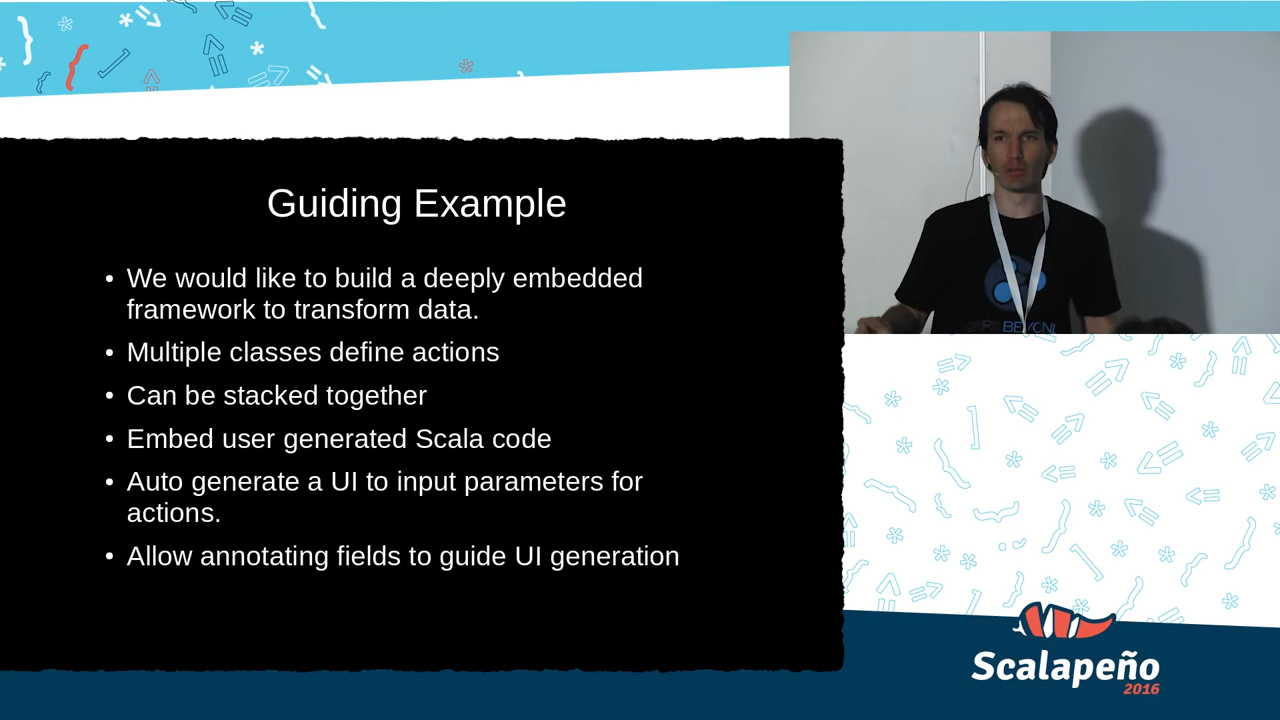 Guiding Example
• We would like to build a deeply embedded
framework to transform data.
• Multiple classes define actions
• Can be stacked together
• Embed user generated Scala code
• Auto generate a UI to input parameters for
actions.
• Allow annotating fields to guide UI generation
BEYOND
Scalapeño
2016